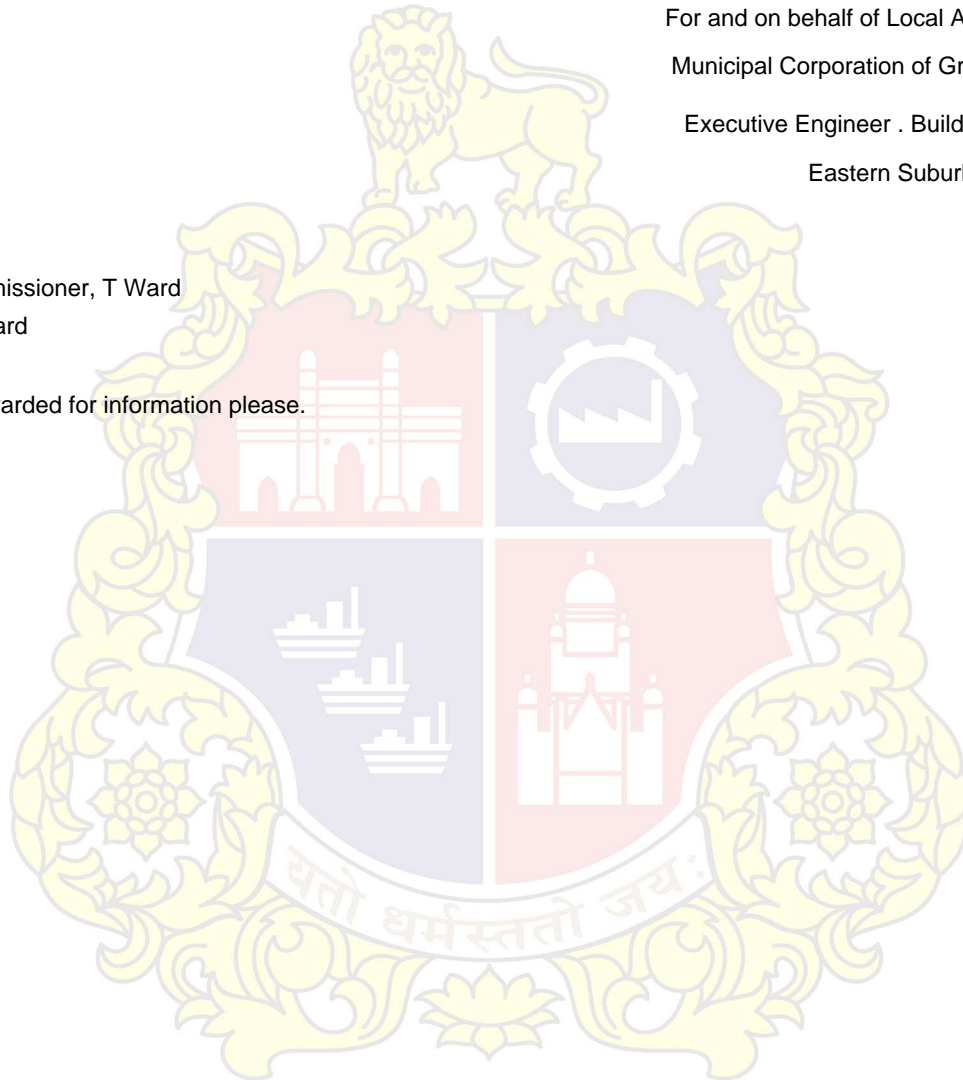 For and on behalf of Local A
Municipal Corporation of Gr
Executive Engineer . Build
Eastern Subur
nissioner, T Ward
ard
arded for information please.
यतो धर्मस्ततो जय: